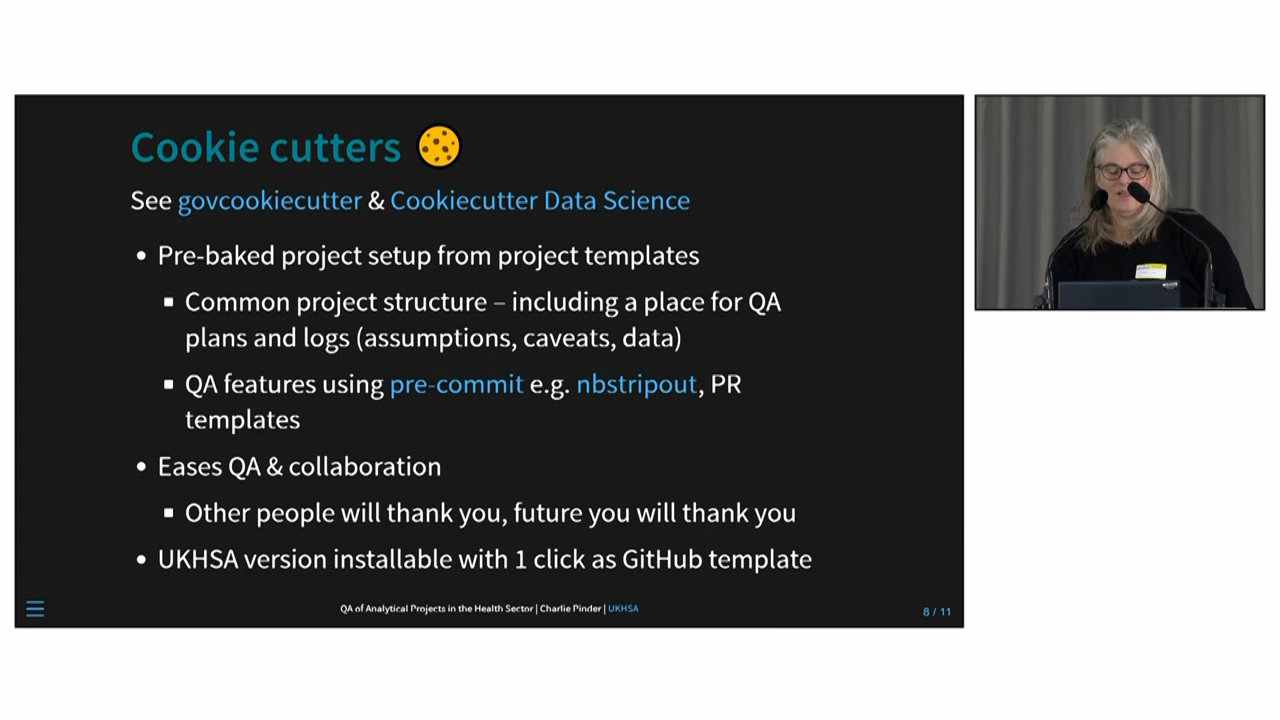 Cookie cutters
See govcookiecutter & Cookiecutter Data Science
• Pre-baked project setup from project templates
▪ Common project structure – including a place for QA
plans and logs (assumptions, caveats, data)
▪ QA features using pre-commit e.g. nbstripout, PR
templates
• Eases QA & collaboration
▪ Other people will thank you, future you will thank you
• UKHSA version installable with 1 click as GitHub template
QA of Analytical Projects in the Health Sector | Charlie Pinder | UKHSA
8 / 11